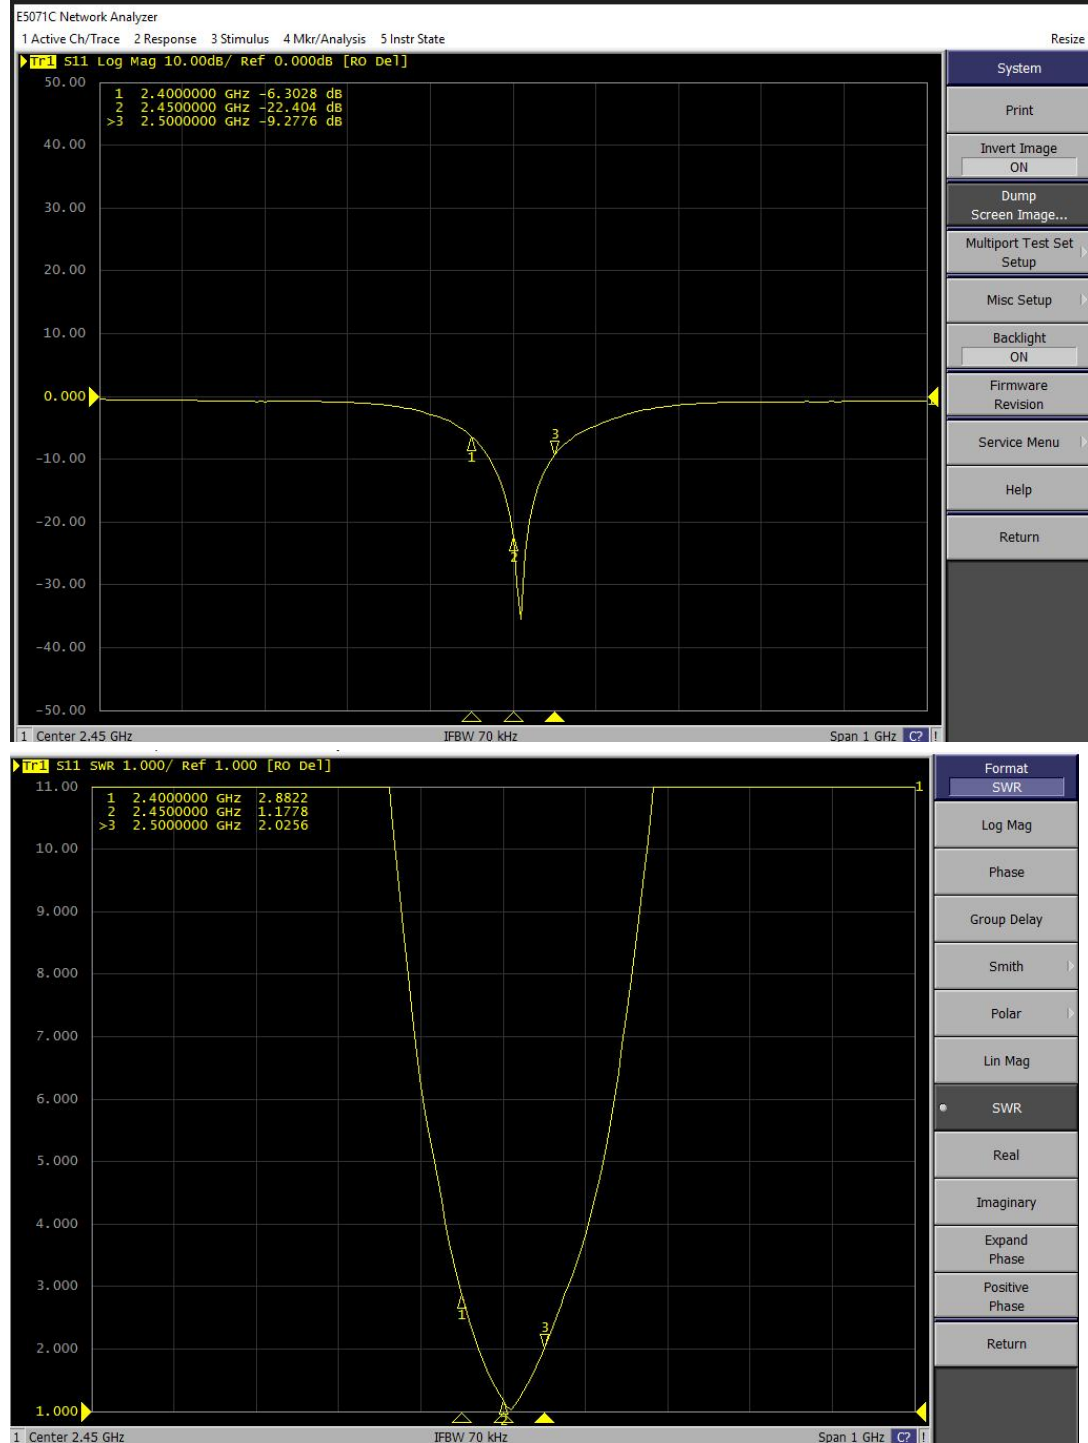 E5071C Network Analyzer
1 Active Ch/Trace 2 Response 3 Stimulus 4 Mkr/Analysis 5 Instr State Resize
Tr1 S11 Log Mag 10.00dB/ Ref 0.000dB [RO Del]
50.00
1 2.4000000 GHz -6.3028 dB
2 2.4500000 GHz -22.404 dB
>3 2.5000000 GHz -9.2776 dB
40.00
30.00
20.00
10.00
0.000
-10.00
-20.00
-30.00
-40.00
-50.00
1
2
3
1 Center 2.45 GHz IFBW 70 kHz Span 1 GHz C? !
System
Print
Invert Image
ON
Dump
Screen Image...
Multiport Test Set
Setup
Misc Setup
Backlight
ON
Firmware
Revision
Service Menu
Help
Return
Tr1 S11 SWR 1.000/ Ref 1.000 [RO Del]
11.00
1 2.4000000 GHz 2.8822
2 2.4500000 GHz 1.1778
>3 2.5000000 GHz 2.0256
10.00
9.000
8.000
7.000
6.000
5.000
4.000
3.000
2.000
1.000
1
1
2
3
1 Center 2.45 GHz IFBW 70 kHz Span 1 GHz C? !
Format
SWR
Log Mag
Phase
Group Delay
Smith
Polar
Lin Mag
SWR
Real
Imaginary
Expand
Phase
Positive
Phase
Return